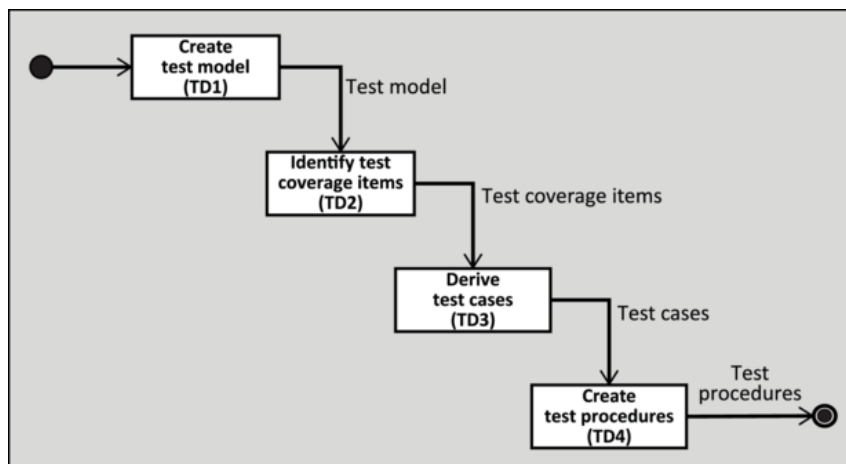 Create
test model
(TD1)
Test model
Identify test
coverage items
(TD2)
Test coverage items
Derive
test cases
(TD3)
Test cases
Create
test procedures
(TD4)
Test
procedures